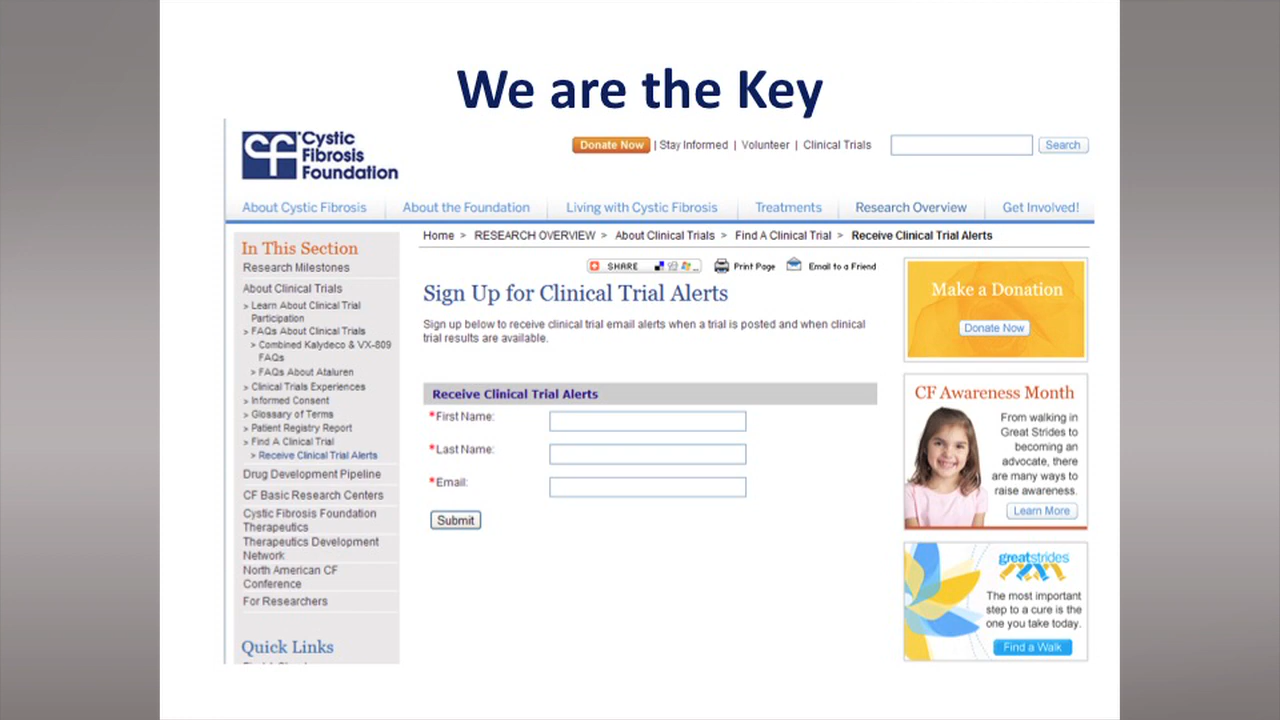 We are the Key
Cystic
Fibrosis
Foundation
Donate Now | Stay Informed | Volunteer | Clinical Trials
Search
About Cystic Fibrosis
About the Foundation
Living with Cystic Fibrosis
Treatments
Research Overview
Get Involved!
Home > RESEARCH OVERVIEW > About Clinical Trials > Find A Clinical Trial > Receive Clinical Trial Alerts
In This Section
Research Milestones
About Clinical Trials
> Learn About Clinical Trial
Participation
> FAQs About Clinical Trials
> Combined Kalydeco & VX-809
FAQs
> FAQs About Ataluren
> Clinical Trials Experiences
> Informed Consent
> Glossary of Terms
> Patient Registry Report
> Find A Clinical Trial
> Receive Clinical Trial Alerts
Drug Development Pipeline
CF Basic Research Centers
Cystic Fibrosis Foundation
Therapeutics
Therapeutics Development
Network
North American CF
Conference
For Researchers
Quick Links
SHARE
Print Page
Email to a Friend
Sign Up for Clinical Trial Alerts
Sign up below to receive clinical trial email alerts when a trial is posted and when clinical
trial results are available.
Receive Clinical Trial Alerts
*First Name:
*Last Name:
*Email:
Submit
Make a Donation
Donate Now
CF Awareness Month
From walking in
Great Strides to
becoming an
advocate, there
are many ways to
raise awareness.
Learn More
greatstrides
The most important
step to a cure is the
one you take today.
Find a Walk